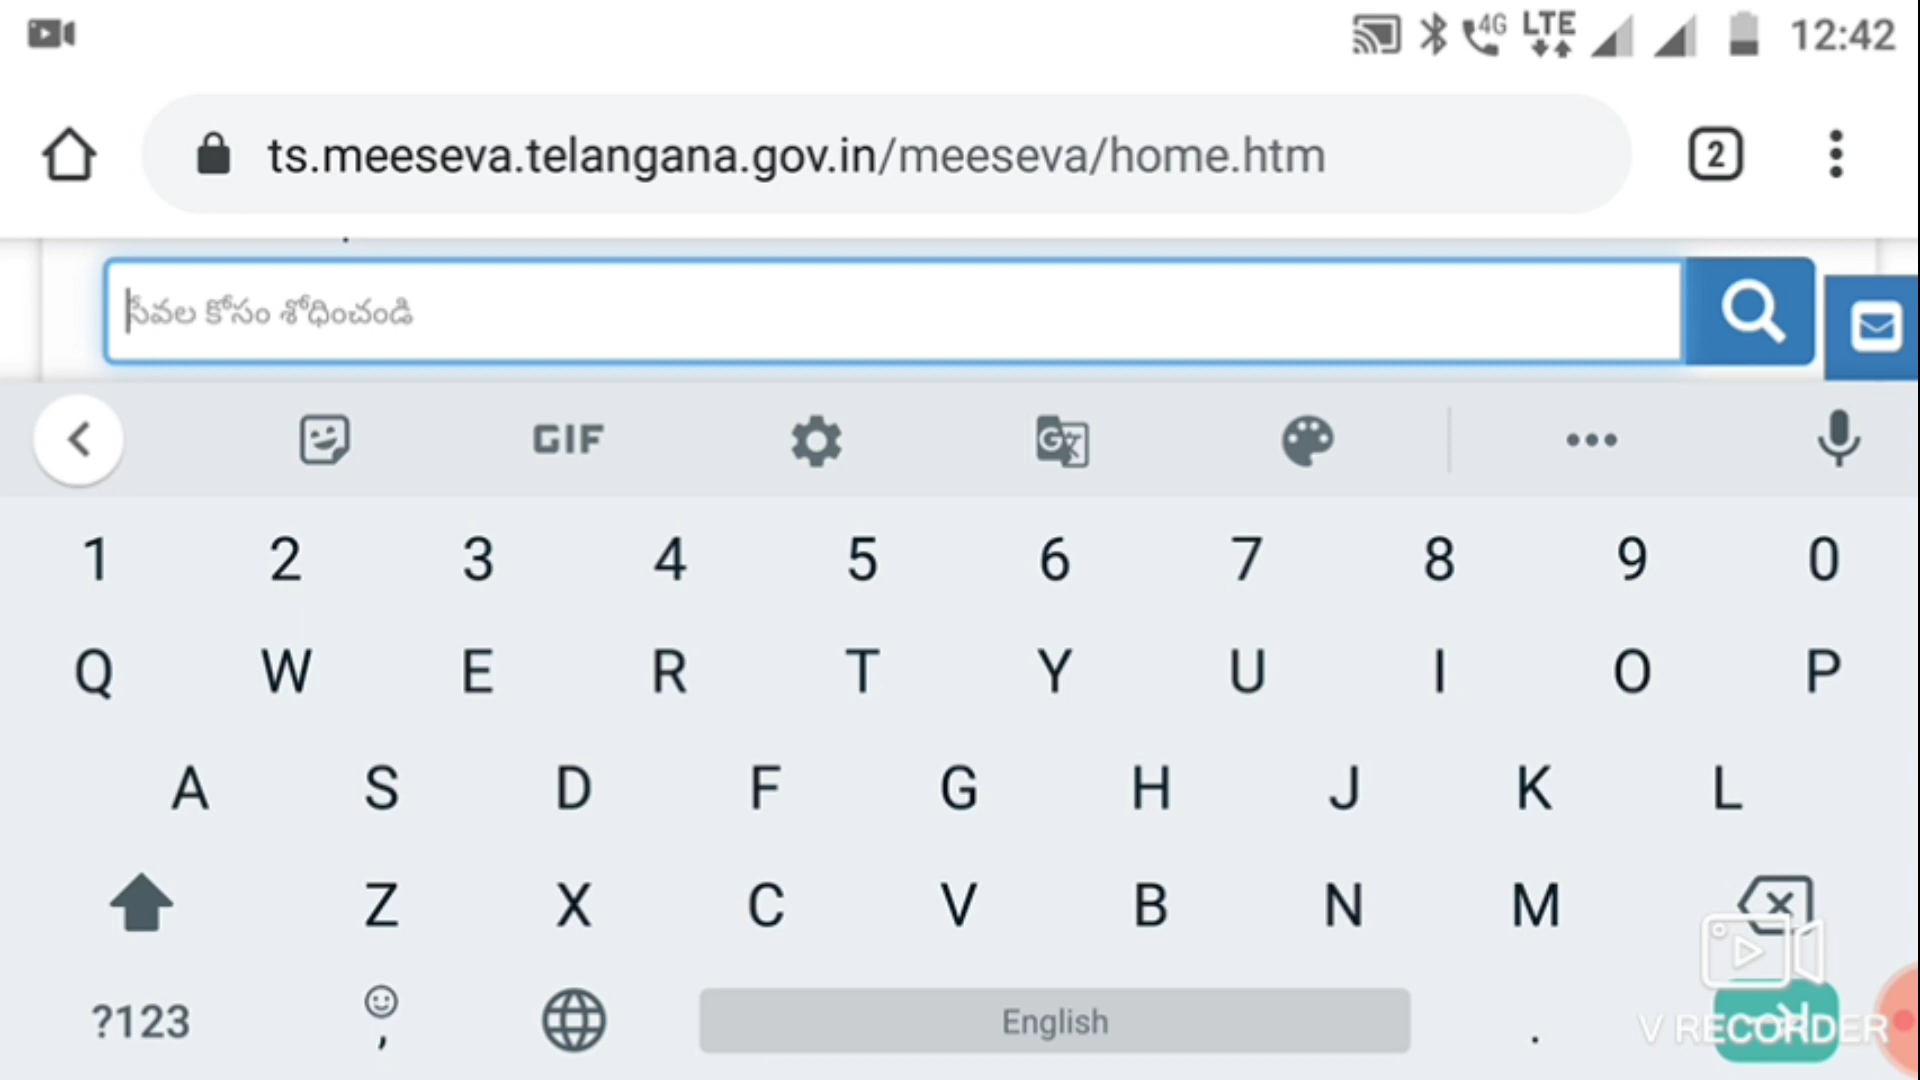 4G LTE 12:42
ts.meeseva.telangana.gov.in/meeseva/home.htm 2
సేవల కోసం శోధించండి
GIF G
1 2 3 4 5 6 7 8 9 0
Q W E R T Y U I O P
A S D F G H J K L
Z X C V B N M
?123 , English .
V RECORDER